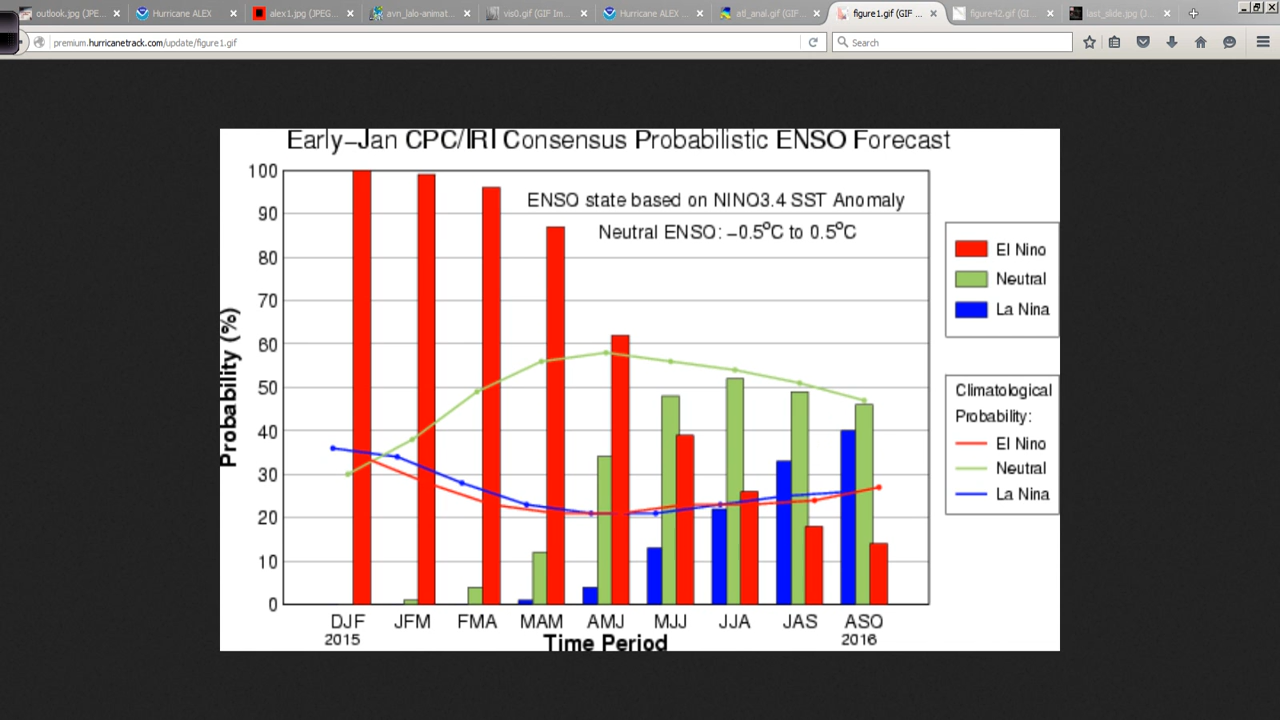 outlook.jpg (JPE...
Hurricane ALEX
alex1.jpg (JPEG...
avn_lalo-animat...
vis0.gif (GIF Im...
Hurricane ALEX ...
atl_anal.gif (GIF...
figure1.gif (GIF ...
figure42.gif (GI...
last_slide.jpg (J...
premium.hurricanetrack.com/update/figure1.gif
Search
Early-Jan CPC/IRI Consensus Probabilistic ENSO Forecast
ENSO state based on NINO3.4 SST Anomaly
Neutral ENSO: -0.5°C to 0.5°C
Probability (%)
100
90
80
70
60
50
40
30
20
10
0
El Nino
Neutral
La Nina
Climatological
Probability:
El Nino
Neutral
La Nina
DJF JFM FMA MAM AMJ MJJ JJA JAS ASO
2015 2016
Time Period